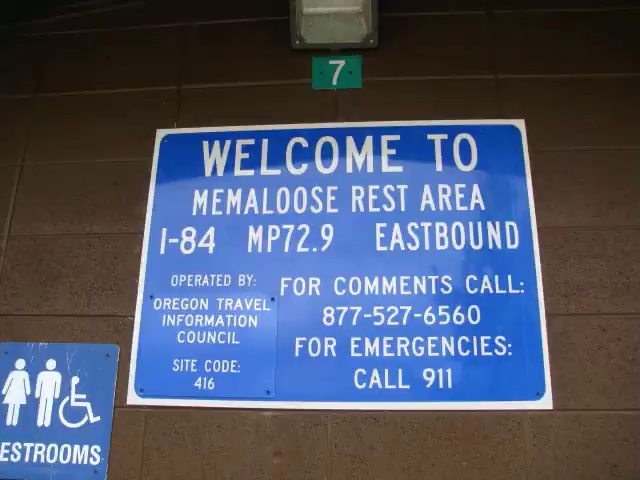 7
WELCOME TO
MEMALOOSE REST AREA
I-84 MP72.9 EASTBOUND
OPERATED BY:
OREGON TRAVEL
INFORMATION
COUNCIL
SITE CODE:
416
FOR COMMENTS CALL:
877-527-6560
FOR EMERGENCIES:
CALL 911
ESTROOMS